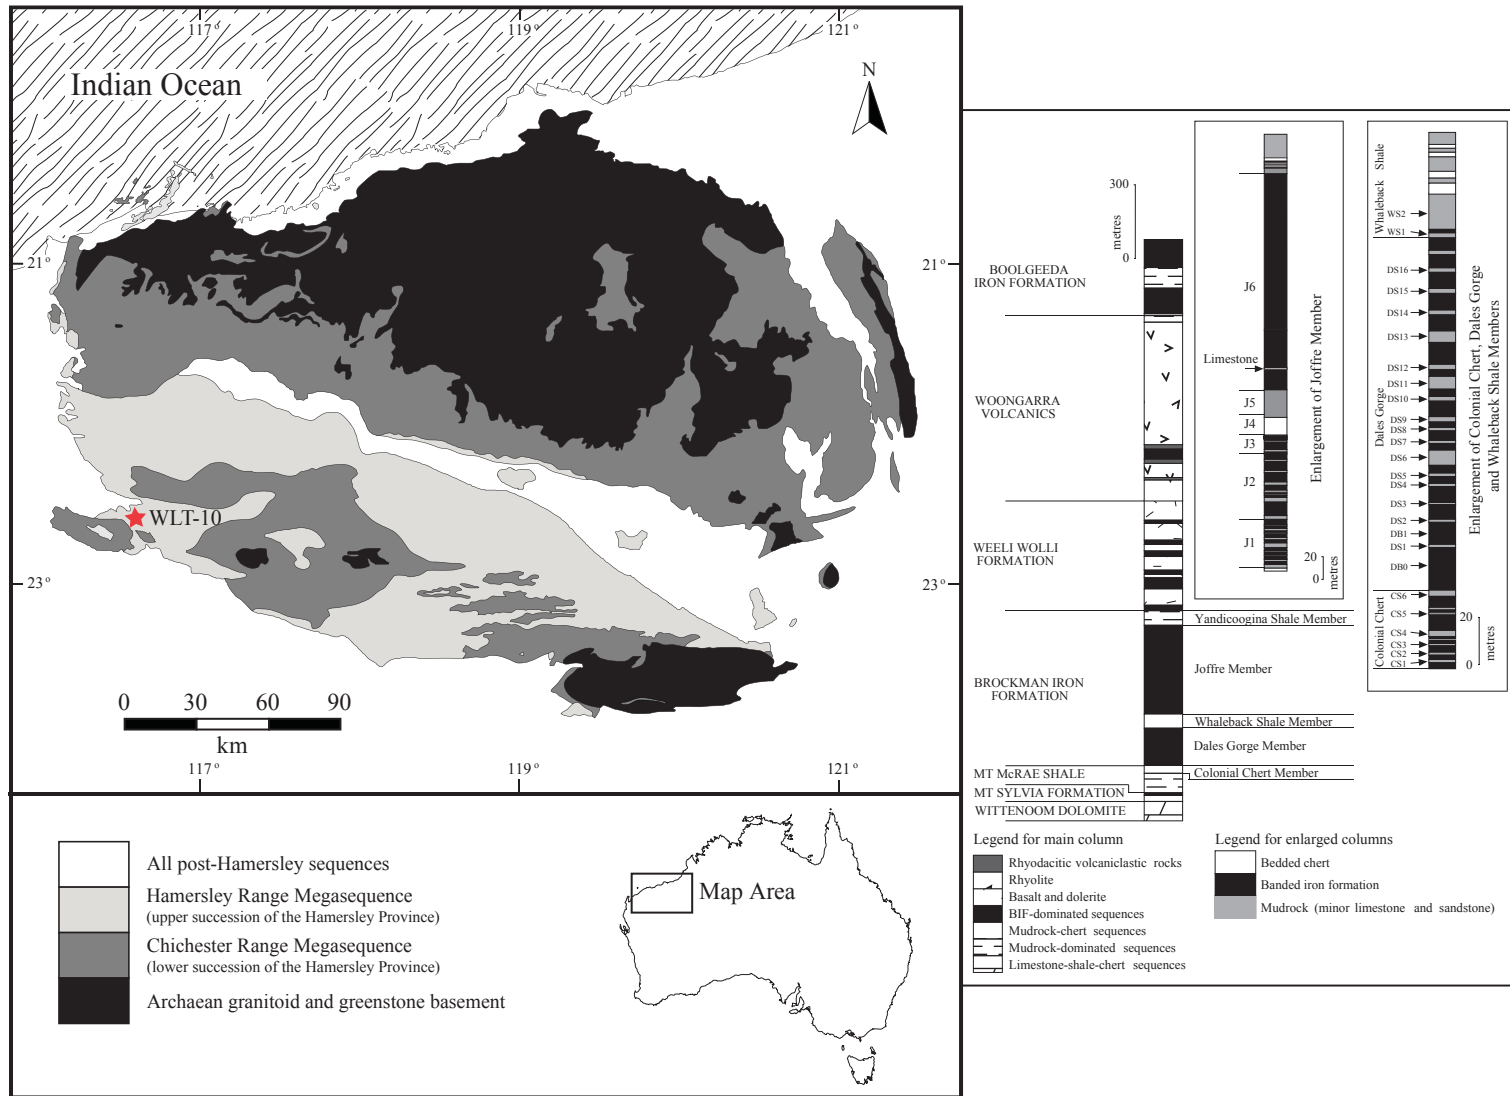 117°
119°
121°
Indian Ocean
N
21°
21°
WLT-10
23°
23°
0 30 60 90
km
117°
119°
121°
All post-Hamersley sequences
Hamersley Range Megasequence
(upper succession of the Hamersley Province)
Chichester Range Megasequence
(lower succession of the Hamersley Province)
Archaean granitoid and greenstone basement
Map Area
300
metres
0
BOOLGEEDA
IRON FORMATION
WOONGARRA
VOLCANICS
WEELI WOLLI
FORMATION
BROCKMAN IRON
FORMATION
MT McRAE SHALE
MT SYLVIA FORMATION
WITTENOOM DOLOMITE
Yandicoogina Shale Member
Joffre Member
Whaleback Shale Member
Dales Gorge Member
Colonial Chert Member
J6
Limestone
J5
J4
J3
J2
J1
20
0
metres
Enlargement of Joffre Member
Whaleback Shale
WS2
WS1
Dales Gorge
DS16
DS15
DS14
DS13
DS12
DS11
DS10
DS9
DS8
DS7
DS6
DS5
DS4
DS3
DS2
DB1
DS1
DB0
Colonial Chert
CS6
CS5
CS4
CS3
CS2
CS1
20
0
metres
Enlargement of Colonial Chert, Dales Gorge
and Whaleback Shale Members
Legend for main column
Rhyodacitic volcaniclastic rocks
Rhyolite
Basalt and dolerite
BIF-dominated sequences
Mudrock-chert sequences
Mudrock-dominated sequences
Limestone-shale-chert sequences
Legend for enlarged columns
Bedded chert
Banded iron formation
Mudrock (minor limestone and sandstone)